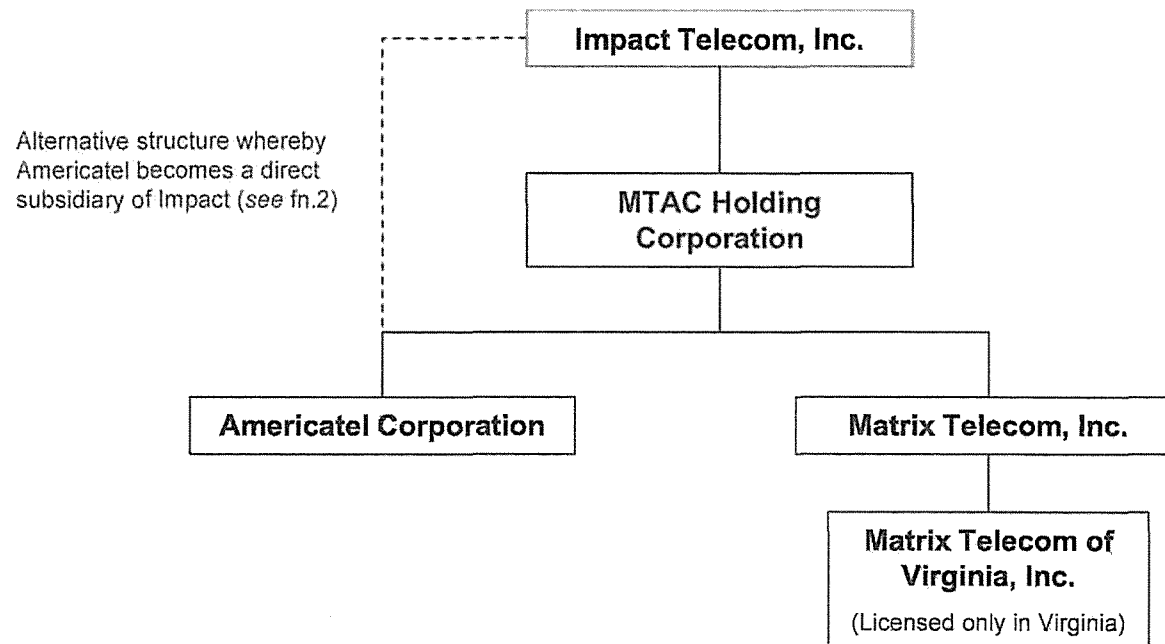 Impact Telecom, Inc.
Alternative structure whereby
Americatel becomes a direct
subsidiary of Impact (see fn.2)
MTAC Holding
Corporation
Americatel Corporation
Matrix Telecom, Inc.
Matrix Telecom of
Virginia, Inc.
(Licensed only in Virginia)